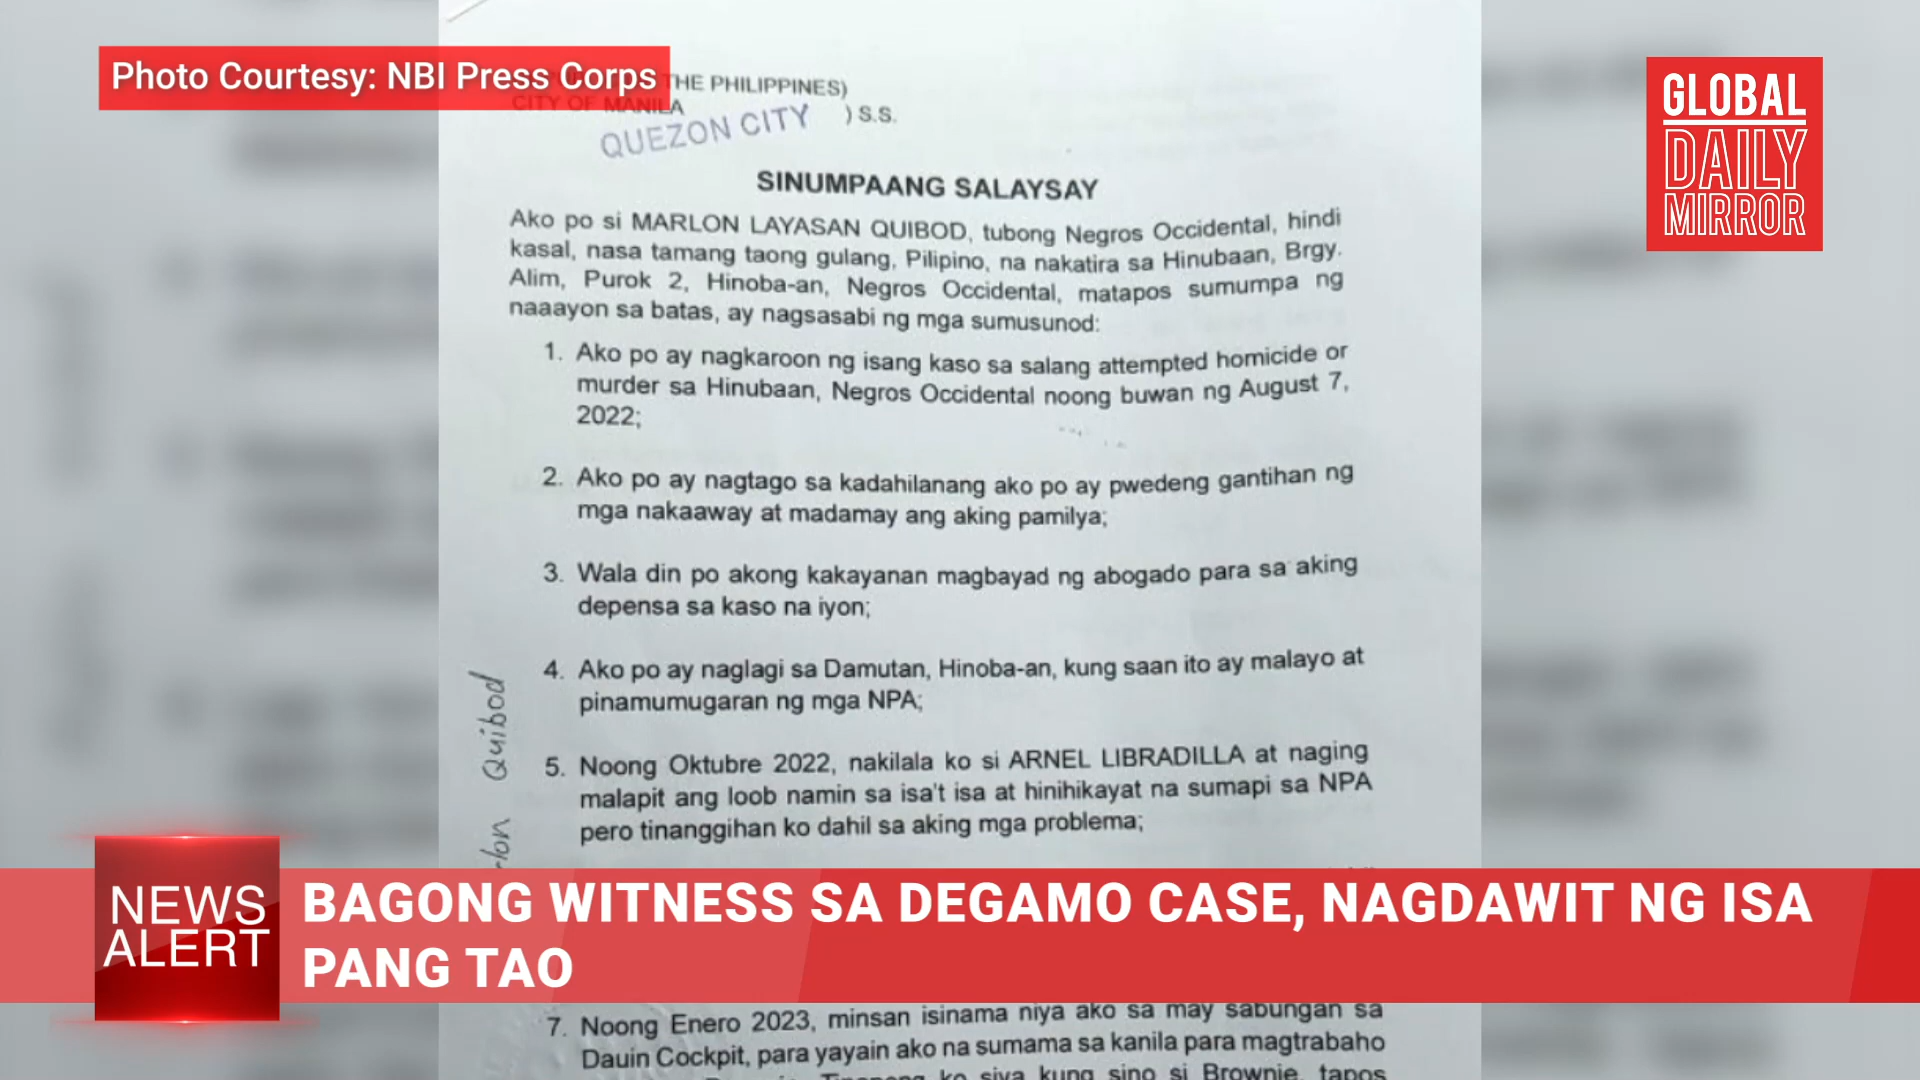 Photo Courtesy: NBI Press Corps
THE PHILIPPINES)
CITY OF MANILA
) S.S.
QUEZON CITY
GLOBAL
DAILY
MIRROR
SINUMPAANG SALAYSAY
Ako po si MARLON LAYASAN QUIBOD, tubong Negros Occidental, hindi
kasal, nasa tamang taong gulang, Pilipino, na nakatira sa Hinubaan, Brgy.
Alim, Purok 2, Hinoba-an, Negros Occidental, matapos sumumpa ng
naaayon sa batas, ay nagsasabi ng mga sumusunod:
1. Ako po ay nagkaroon ng isang kaso sa salang attempted homicide or
murder sa Hinubaan, Negros Occidental noong buwan ng August 7,
2022;
2. Ako po ay nagtago sa kadahilanang ako po ay pwedeng gantihan ng
mga nakaaway at madamay ang aking pamilya;
3. Wala din po akong kakayanan magbayad ng abogado para sa aking
depensa sa kaso na iyon;
4. Ako po ay naglagi sa Damutan, Hinoba-an, kung saan ito ay malayo at
pinamumugaran ng mga NPA;
5. Noong Oktubre 2022, nakilala ko si ARNEL LIBRADILLA at naging
malapit ang loob namin sa isa't isa at hinihikayat na sumapi sa NPA
pero tinanggihan ko dahil sa aking mga problema;
Quibod
NEWS
ALERT
BAGONG WITNESS SA DEGAMO CASE, NAGDAWIT NG ISA
PANG TAO
7. Noong Enero 2023, minsan isinama niya ako sa may sabungan sa
Dauin Cockpit, para yayain ako na sumama sa kanila para magtrabaho
ko siya kung sino si Brownie, tapos